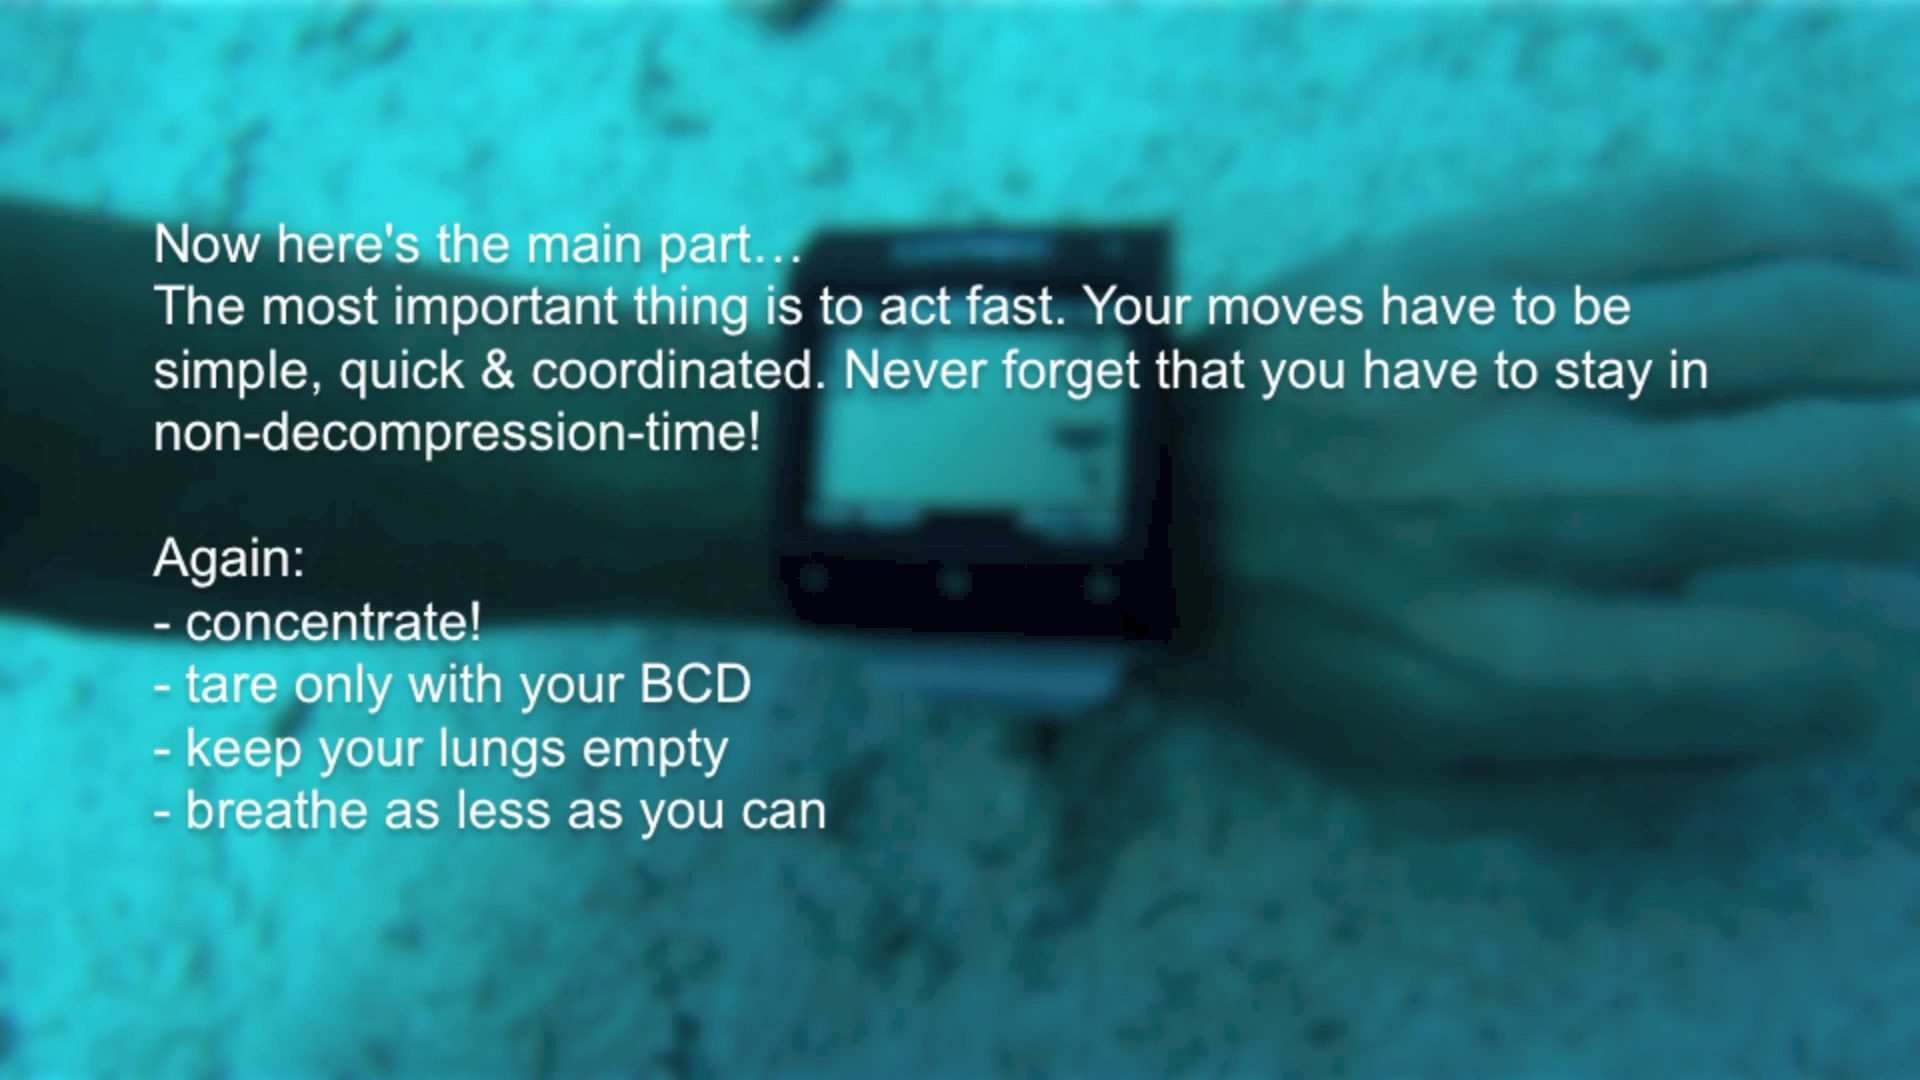 Now here's the main part…
The most important thing is to act fast. Your moves have to be
simple, quick & coordinated. Never forget that you have to stay in
non-decompression-time!
Again:
- concentrate!
- tare only with your BCD
- keep your lungs empty
- breathe as less as you can